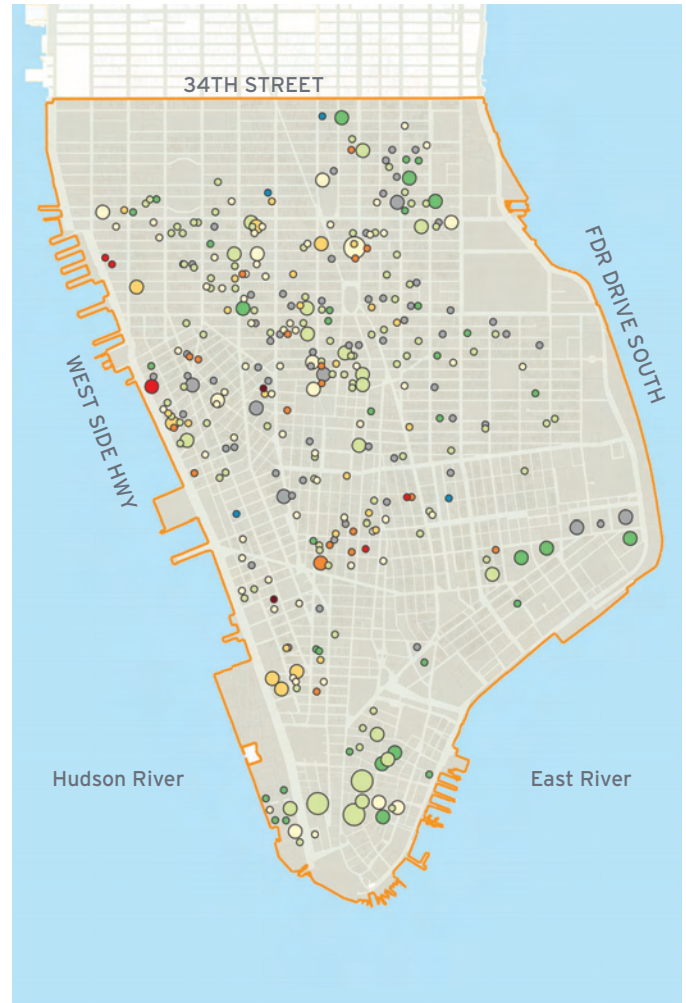 34TH STREET
FDR DRIVE SOUTH
WEST SIDE HWY
Hudson River
East River